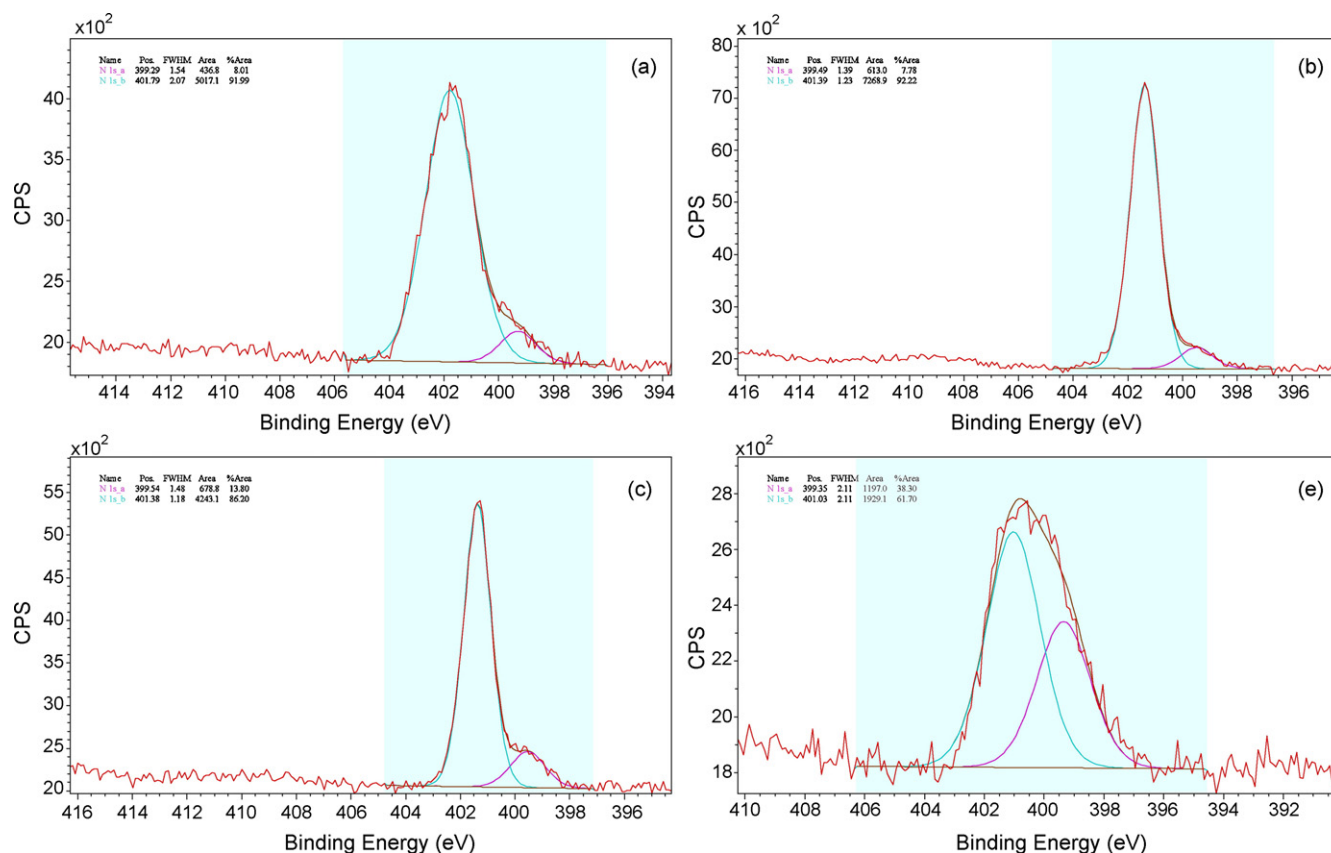 x10²
(a)
Name Pos. FWHM Area %Area
N 1s_a 399.29 1.54 436.8 8.01
N 1s_b 401.79 2.07 5017.1 91.99
40
35
30
25
20
CPS
414 412 410 408 406 404 402 400 398 396 394
Binding Energy (eV)
x 10²
(b)
Name Pos. FWHM Area %Area
N 1s_a 399.49 1.39 613.0 7.78
N 1s_b 401.39 1.23 7268.9 92.22
80
70
60
50
40
30
20
CPS
416 414 412 410 408 406 404 402 400 398 396
Binding Energy (eV)
x10²
(c)
Name Pos. FWHM Area %Area
N 1s_a 399.54 1.48 678.8 13.80
N 1s_b 401.38 1.18 4243.1 86.20
55
50
45
40
35
30
25
20
CPS
416 414 412 410 408 406 404 402 400 398 396
Binding Energy (eV)
x10²
(e)
Name Pos. FWHM Area %Area
N 1s_a 399.35 2.11 1197.0 38.30
N 1s_b 401.03 2.11 1929.1 61.70
28
26
24
22
20
18
CPS
410 408 406 404 402 400 398 396 394 392
Binding Energy (eV)